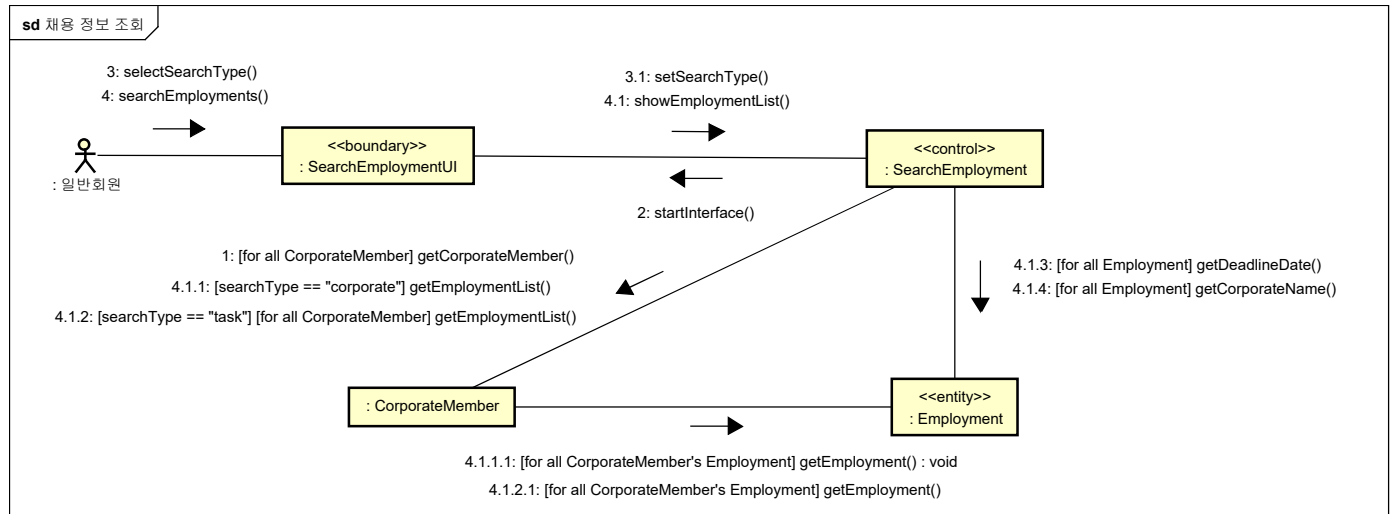 sd 채용 정보 조회
3: selectSearchType()
4: searchEmployments()
3.1: setSearchType()
4.1: showEmploymentList()
<<boundary>>
: SearchEmploymentUI
<<control>>
: SearchEmployment
: 일반회원
2: startInterface()
1: [for all CorporateMember] getCorporateMember()
4.1.1: [searchType == "corporate"] getEmploymentList()
4.1.2: [searchType == "task"] [for all CorporateMember] getEmploymentList()
4.1.3: [for all Employment] getDeadlineDate()
4.1.4: [for all Employment] getCorporateName()
: CorporateMember
<<entity>>
: Employment
4.1.1.1: [for all CorporateMember's Employment] getEmployment() : void
4.1.2.1: [for all CorporateMember's Employment] getEmployment()